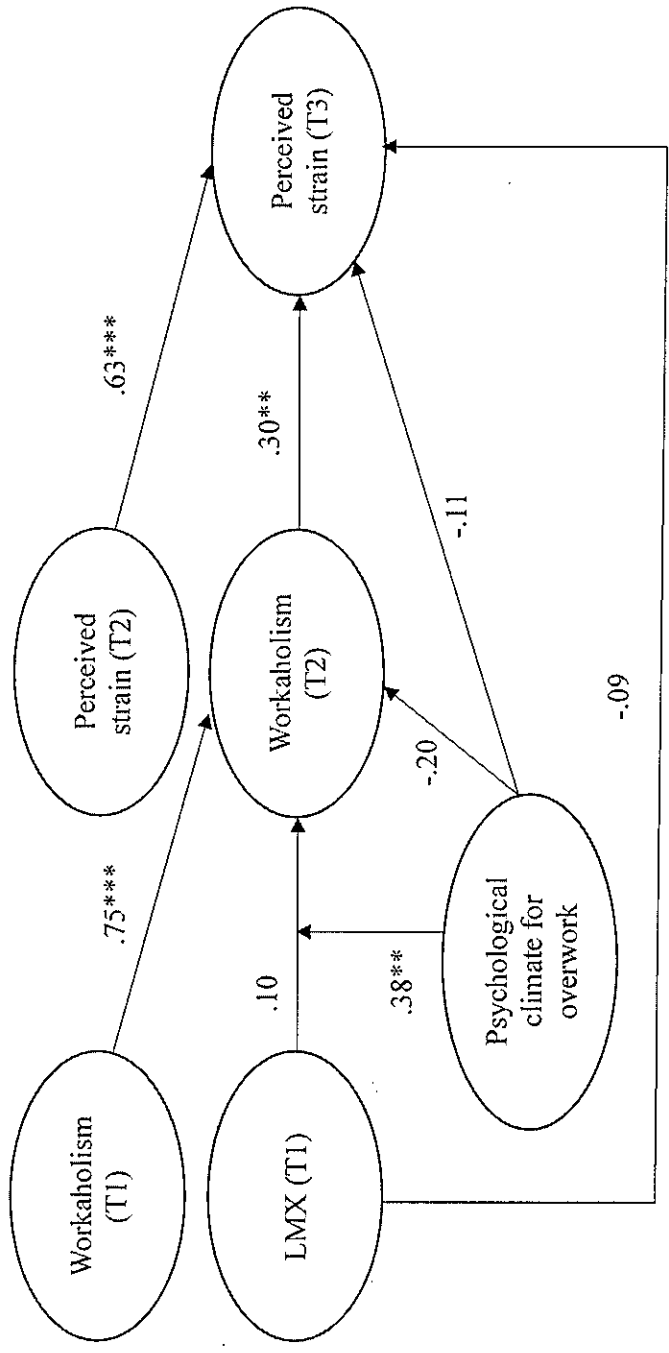 Workaholism
(T1)
LMX (T1)
.75***
.10
.38**
Psychological
climate for
overwork
Perceived
strain (T2)
Workaholism
(T2)
-.20
.63***
.30**
-.11
-.09
Perceived
strain (T3)